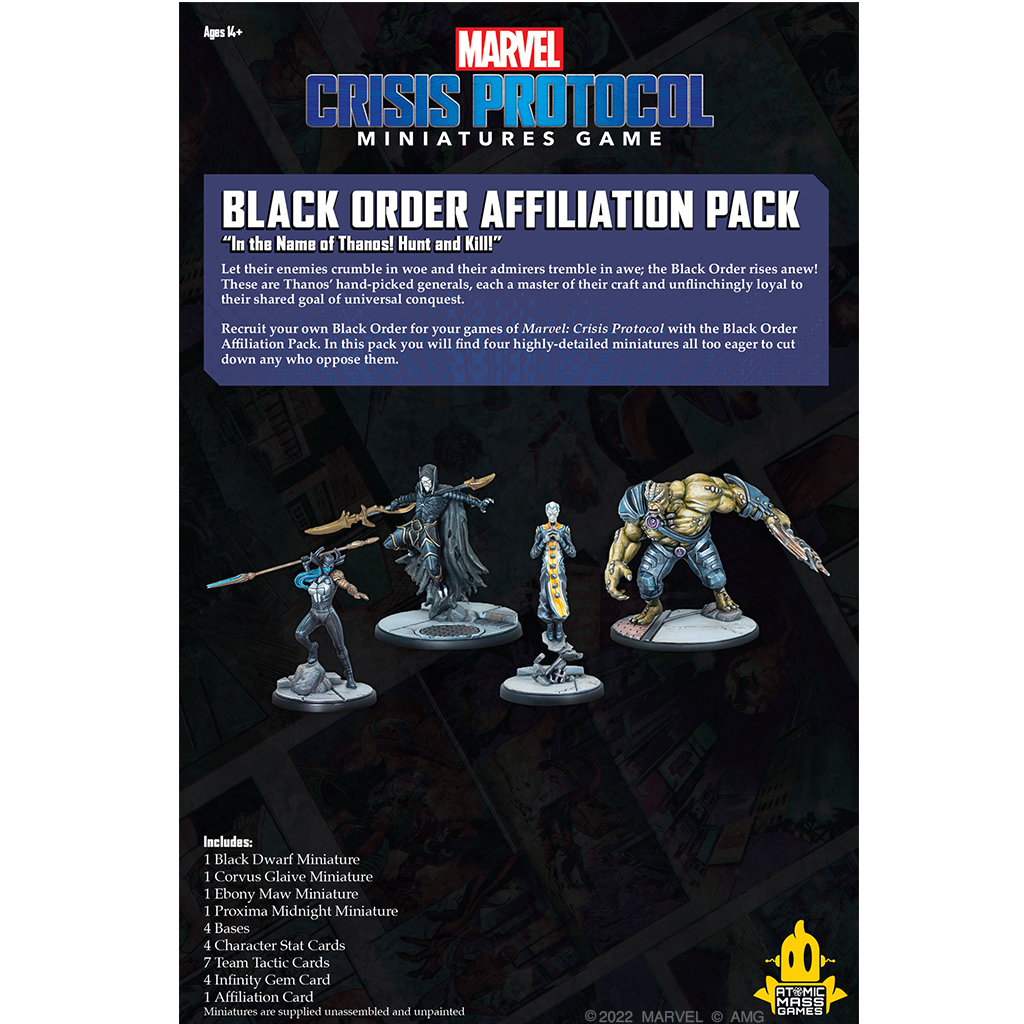 Ages 14+
MARVEL
CRISIS PROTOCOL
MINIATURES GAME
BLACK ORDER AFFILIATION PACK
“In the Name of Thanos! Hunt and Kill!”
Let their enemies crumble in woe and their admirers tremble in awe; the Black Order rises anew!
These are Thanos’ hand-picked generals, each a master of their craft and unflinchingly loyal to
their shared goal of universal conquest.
Recruit your own Black Order for your games of Marvel: Crisis Protocol with the Black Order
Affiliation Pack. In this pack you will find four highly-detailed miniatures all too eager to cut
down any who oppose them.
Includes:
1 Black Dwarf Miniature
1 Corvus Glaive Miniature
1 Ebony Maw Miniature
1 Proxima Midnight Miniature
4 Bases
4 Character Stat Cards
7 Team Tactic Cards
4 Infinity Gem Card
1 Affiliation Card
Miniatures are supplied unassembled and unpainted
ATOMIC
MASS
GAMES
©2022 MARVEL © AMG